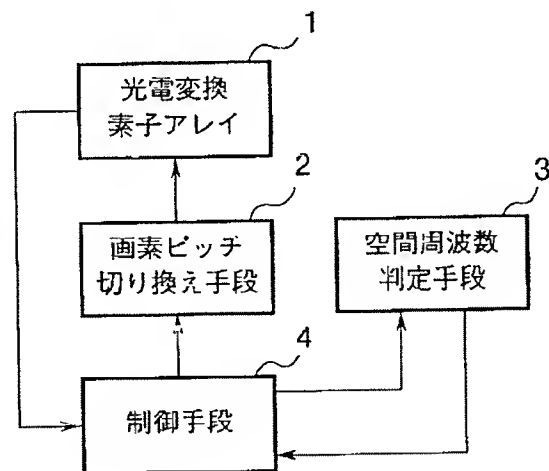 1
光電変換
素子アレイ
2
画素ピッチ
切り換え手段
3
空間周波数
判定手段
4
制御手段